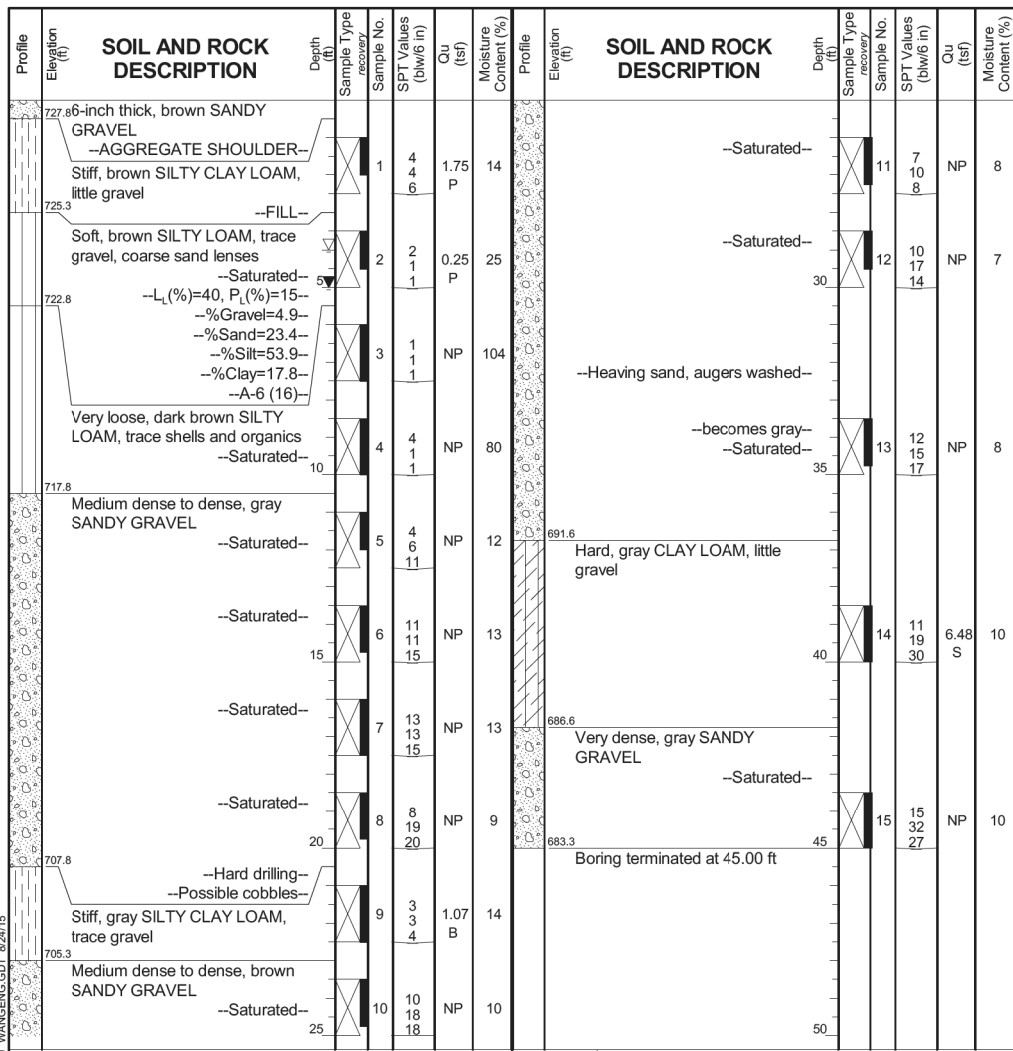 Profile
Elevation (ft)
SOIL AND ROCK
DESCRIPTION
Depth (ft)
Sample Type
recovery
Sample No.
SPT Values
(blw/6 in)
Qu
(tsf)
Moisture
Content (%)
727.8 6-inch thick, brown SANDY
GRAVEL
--AGGREGATE SHOULDER--
Stiff, brown SILTY CLAY LOAM,
little gravel
1 4 4 6 1.75 P 14
725.3
--FILL--
Soft, brown SILTY LOAM, trace
gravel, coarse sand lenses
--Saturated--
5
2 2 1 1 0.25 P 25
722.8
--LL(%)=40, PL(%)=15--
--%Gravel=4.9--
--%Sand=23.4--
--%Silt=53.9--
--%Clay=17.8--
--A-6 (16)--
3 1 1 1 NP 104
Very loose, dark brown SILTY
LOAM, trace shells and organics
--Saturated--
10
4 4 1 1 NP 80
717.8
Medium dense to dense, gray
SANDY GRAVEL
--Saturated--
5 4 6 11 NP 12
--Saturated--
15
6 11 11 15 NP 13
--Saturated--
7 13 13 15 NP 13
--Saturated--
20
8 8 19 20 NP 9
707.8
--Hard drilling--
--Possible cobbles--
Stiff, gray SILTY CLAY LOAM,
trace gravel
9 3 3 4 1.07 B 14
705.3
Medium dense to dense, brown
SANDY GRAVEL
--Saturated--
25
10 10 18 18 NP 10
WANGENG.GDT 8/24/15
Profile
Elevation (ft)
SOIL AND ROCK
DESCRIPTION
Depth (ft)
Sample Type
recovery
Sample No.
SPT Values
(blw/6 in)
Qu
(tsf)
Moisture
Content (%)
--Saturated--
11 7 10 8 NP 8
--Saturated--
30
12 10 17 14 NP 7
--Heaving sand, augers washed--
--becomes gray--
--Saturated--
35
13 12 15 17 NP 8
691.6
Hard, gray CLAY LOAM, little
gravel
40
14 11 19 30 6.48 S 10
686.6
Very dense, gray SANDY
GRAVEL
--Saturated--
45
15 15 32 27 NP 10
683.3
Boring terminated at 45.00 ft
50